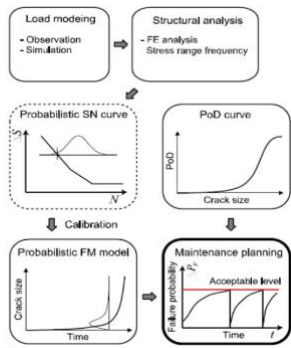 Load modeing
- Observation
- Simulation
Structural analysis
- FE analysis
Stress range frequency
Probabilistic SN curve
S
N
PoD curve
PoD
Crack size
Calibration
Probabilistic FM model
Crack size
Time
Maintenance planning
Failure probability
Acceptable level
Time
t